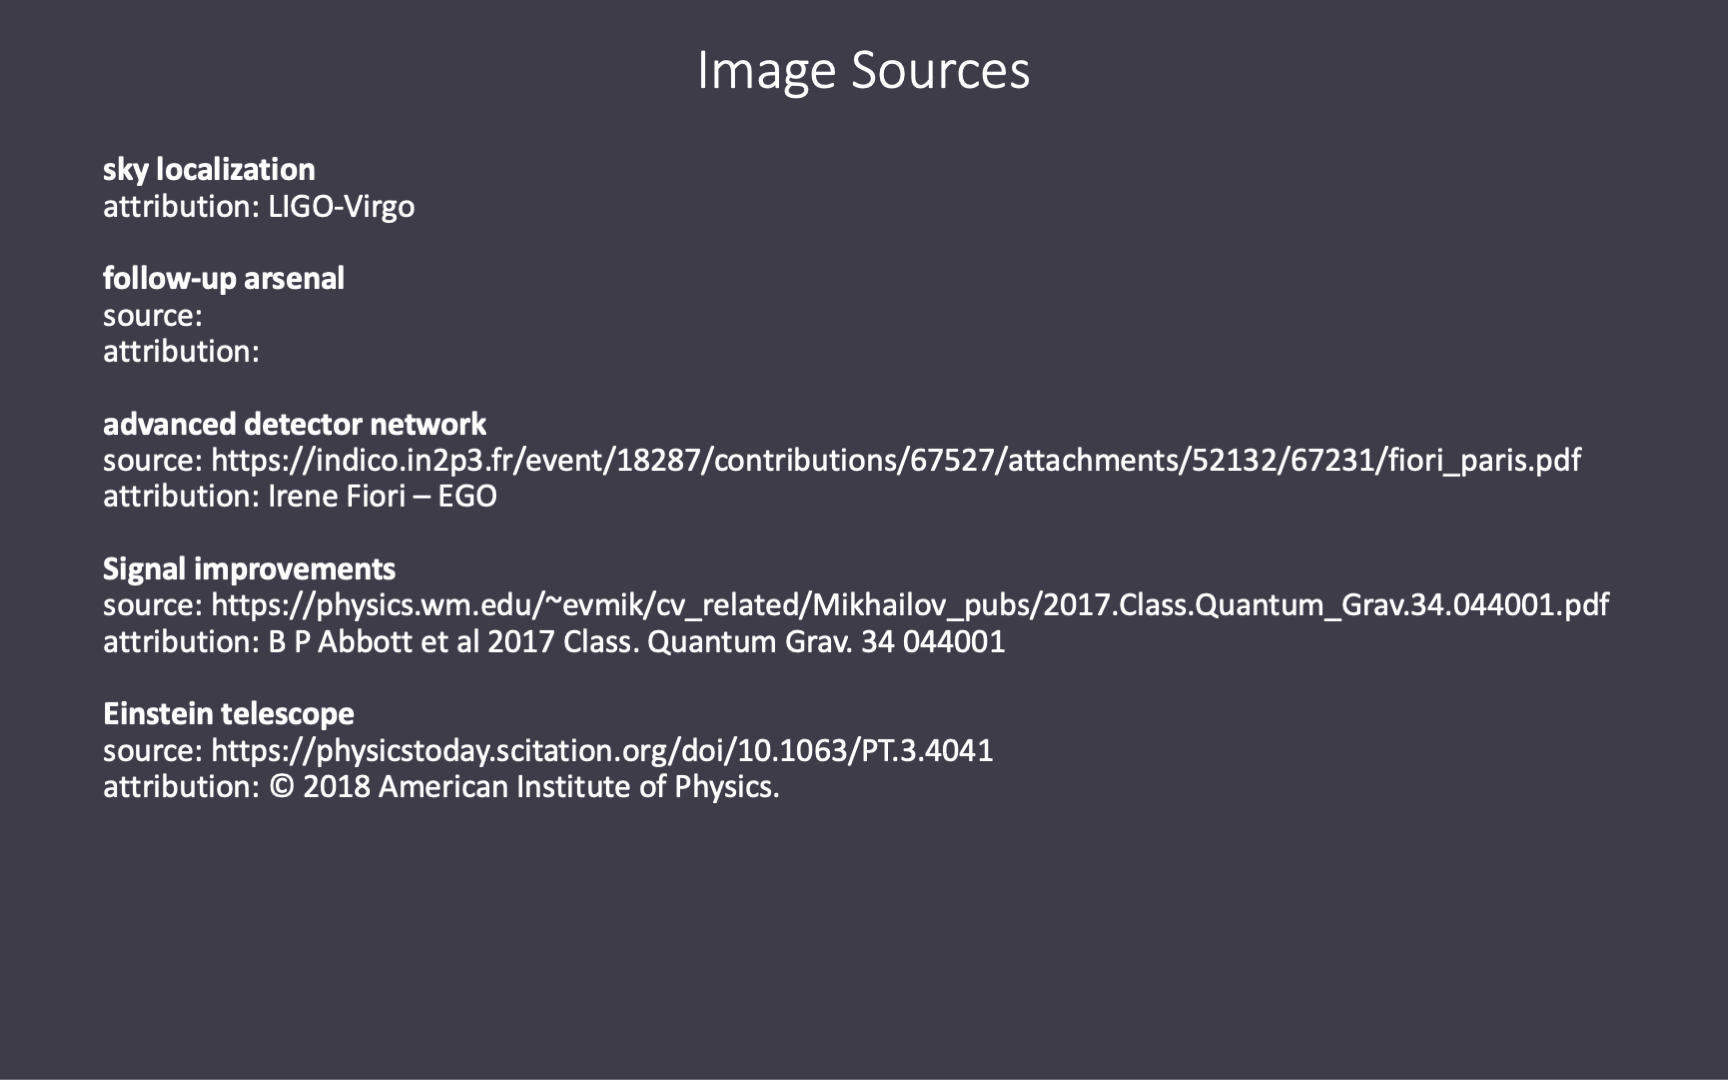 Image Sources
sky localization
attribution: LIGO-Virgo
follow-up arsenal
source:
attribution:
advanced detector network
source: https://indico.in2p3.fr/event/18287/contributions/67527/attachments/52132/67231/fiori_paris.pdf
attribution: Irene Fiori – EGO
Signal improvements
source: https://physics.wm.edu/~evmik/cv_related/Mikhailov_pubs/2017.Class.Quantum_Grav.34.044001.pdf
attribution: B P Abbott et al 2017 Class. Quantum Grav. 34 044001
Einstein telescope
source: https://physicstoday.scitation.org/doi/10.1063/PT.3.4041
attribution: © 2018 American Institute of Physics.